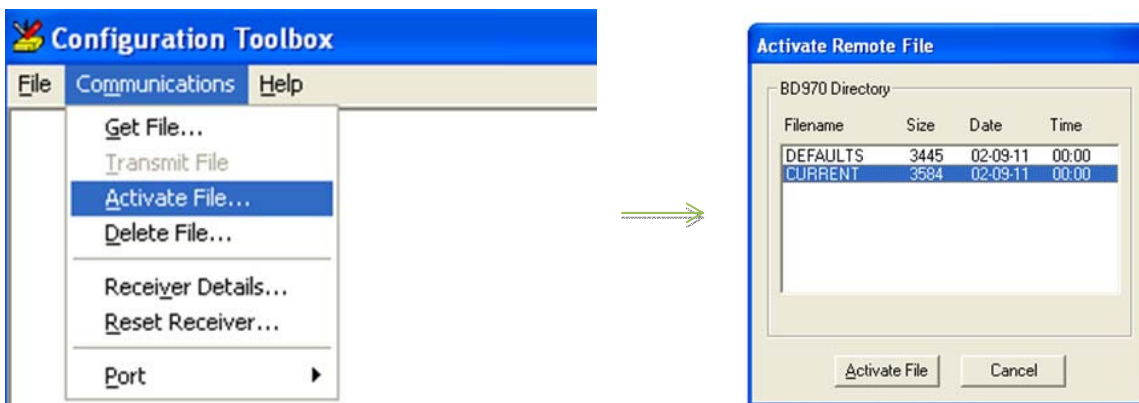 Configuration Toolbox
File Communications Help
Get File...
Transmit File
Activate File...
Delete File...
Receiver Details...
Reset Receiver...
Port
Activate Remote File
BD970 Directory
Filename Size Date Time
DEFAULTS 3445 02-09-11 00:00
CURRENT 3584 02-09-11 00:00
Activate File Cancel